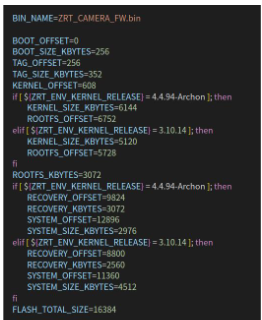 BIN_NAME=ZRT_CAMERA_FW.bin
BOOT_OFFSET=0
BOOT_SIZE_KBYTES=256
TAG_OFFSET=256
TAG_SIZE_KBYTES=352
KERNEL_OFFSET=608
if [ ${ZRT_ENV_KERNEL_RELEASE} = 4.4.94-Archon ]; then
KERNEL_SIZE_KBYTES=6144
ROOTFS_OFFSET=6752
elif [ ${ZRT_ENV_KERNEL_RELEASE} = 3.10.14 ]; then
KERNEL_SIZE_KBYTES=5120
ROOTFS_OFFSET=5728
fi
ROOTFS_KBYTES=3072
if [ ${ZRT_ENV_KERNEL_RELEASE} = 4.4.94-Archon ]; then
RECOVERY_OFFSET=9824
RECOVERY_KBYTES=3072
SYSTEM_OFFSET=12896
SYSTEM_SIZE_KBYTES=2976
elif [ ${ZRT_ENV_KERNEL_RELEASE} = 3.10.14 ]; then
RECOVERY_OFFSET=8800
RECOVERY_KBYTES=2560
SYSTEM_OFFSET=11360
SYSTEM_SIZE_KBYTES=4512
fi
FLASH_TOTAL_SIZE=16384